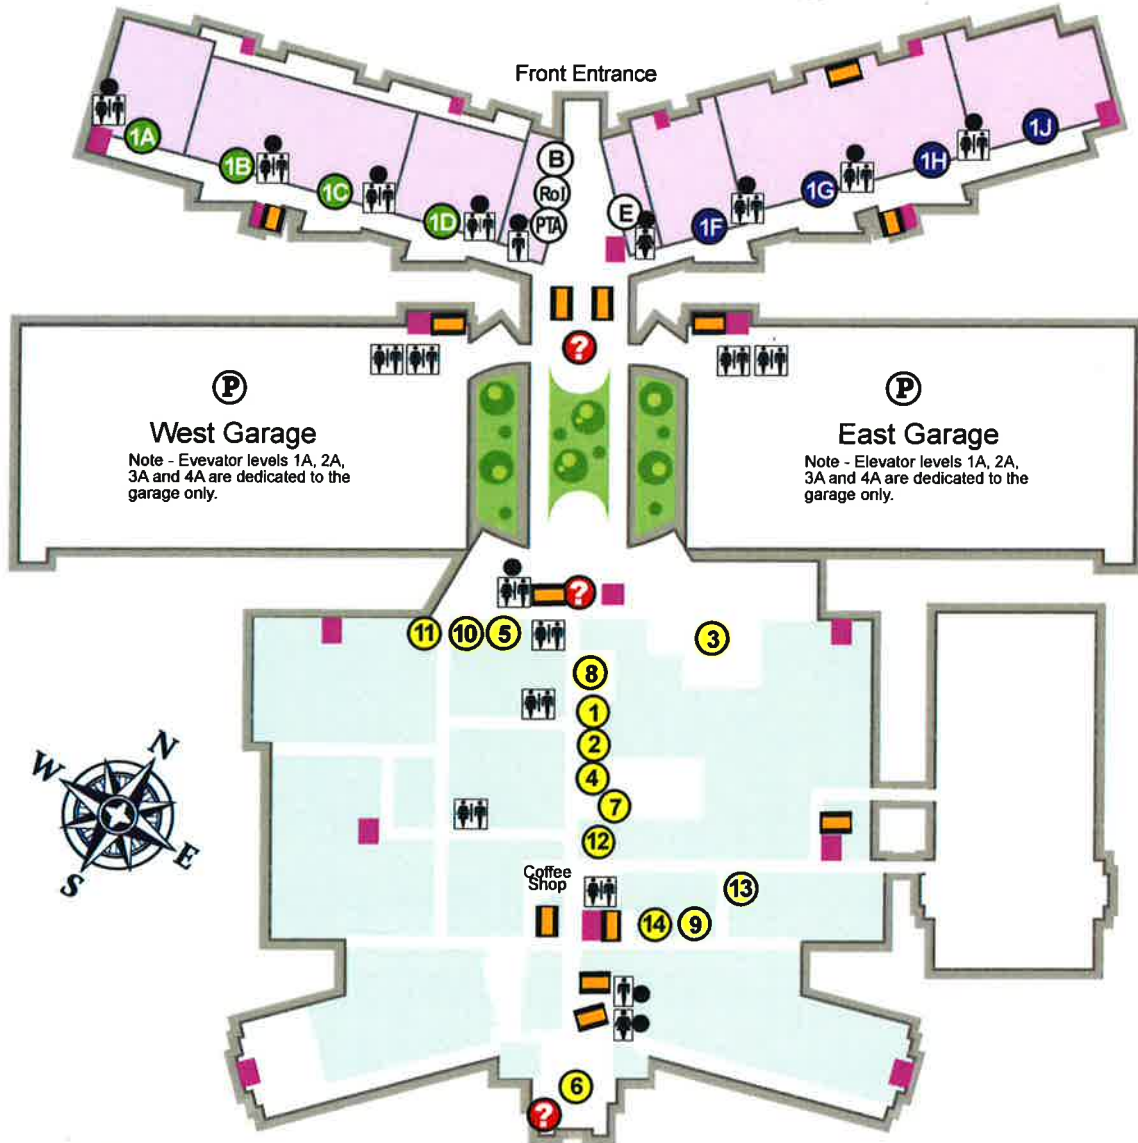 Front Entrance
1A
1B
1C
1D
B
RoI
PTA
E
1F
1G
1H
1J
?
P
West Garage
Note - Evevator levels 1A, 2A,
3A and 4A are dedicated to the
garage only.
P
East Garage
Note - Elevator levels 1A, 2A,
3A and 4A are dedicated to the
garage only.
?
11
10
5
3
8
1
2
4
7
12
N
W
E
S
Coffee
Shop
13
14
9
6
?